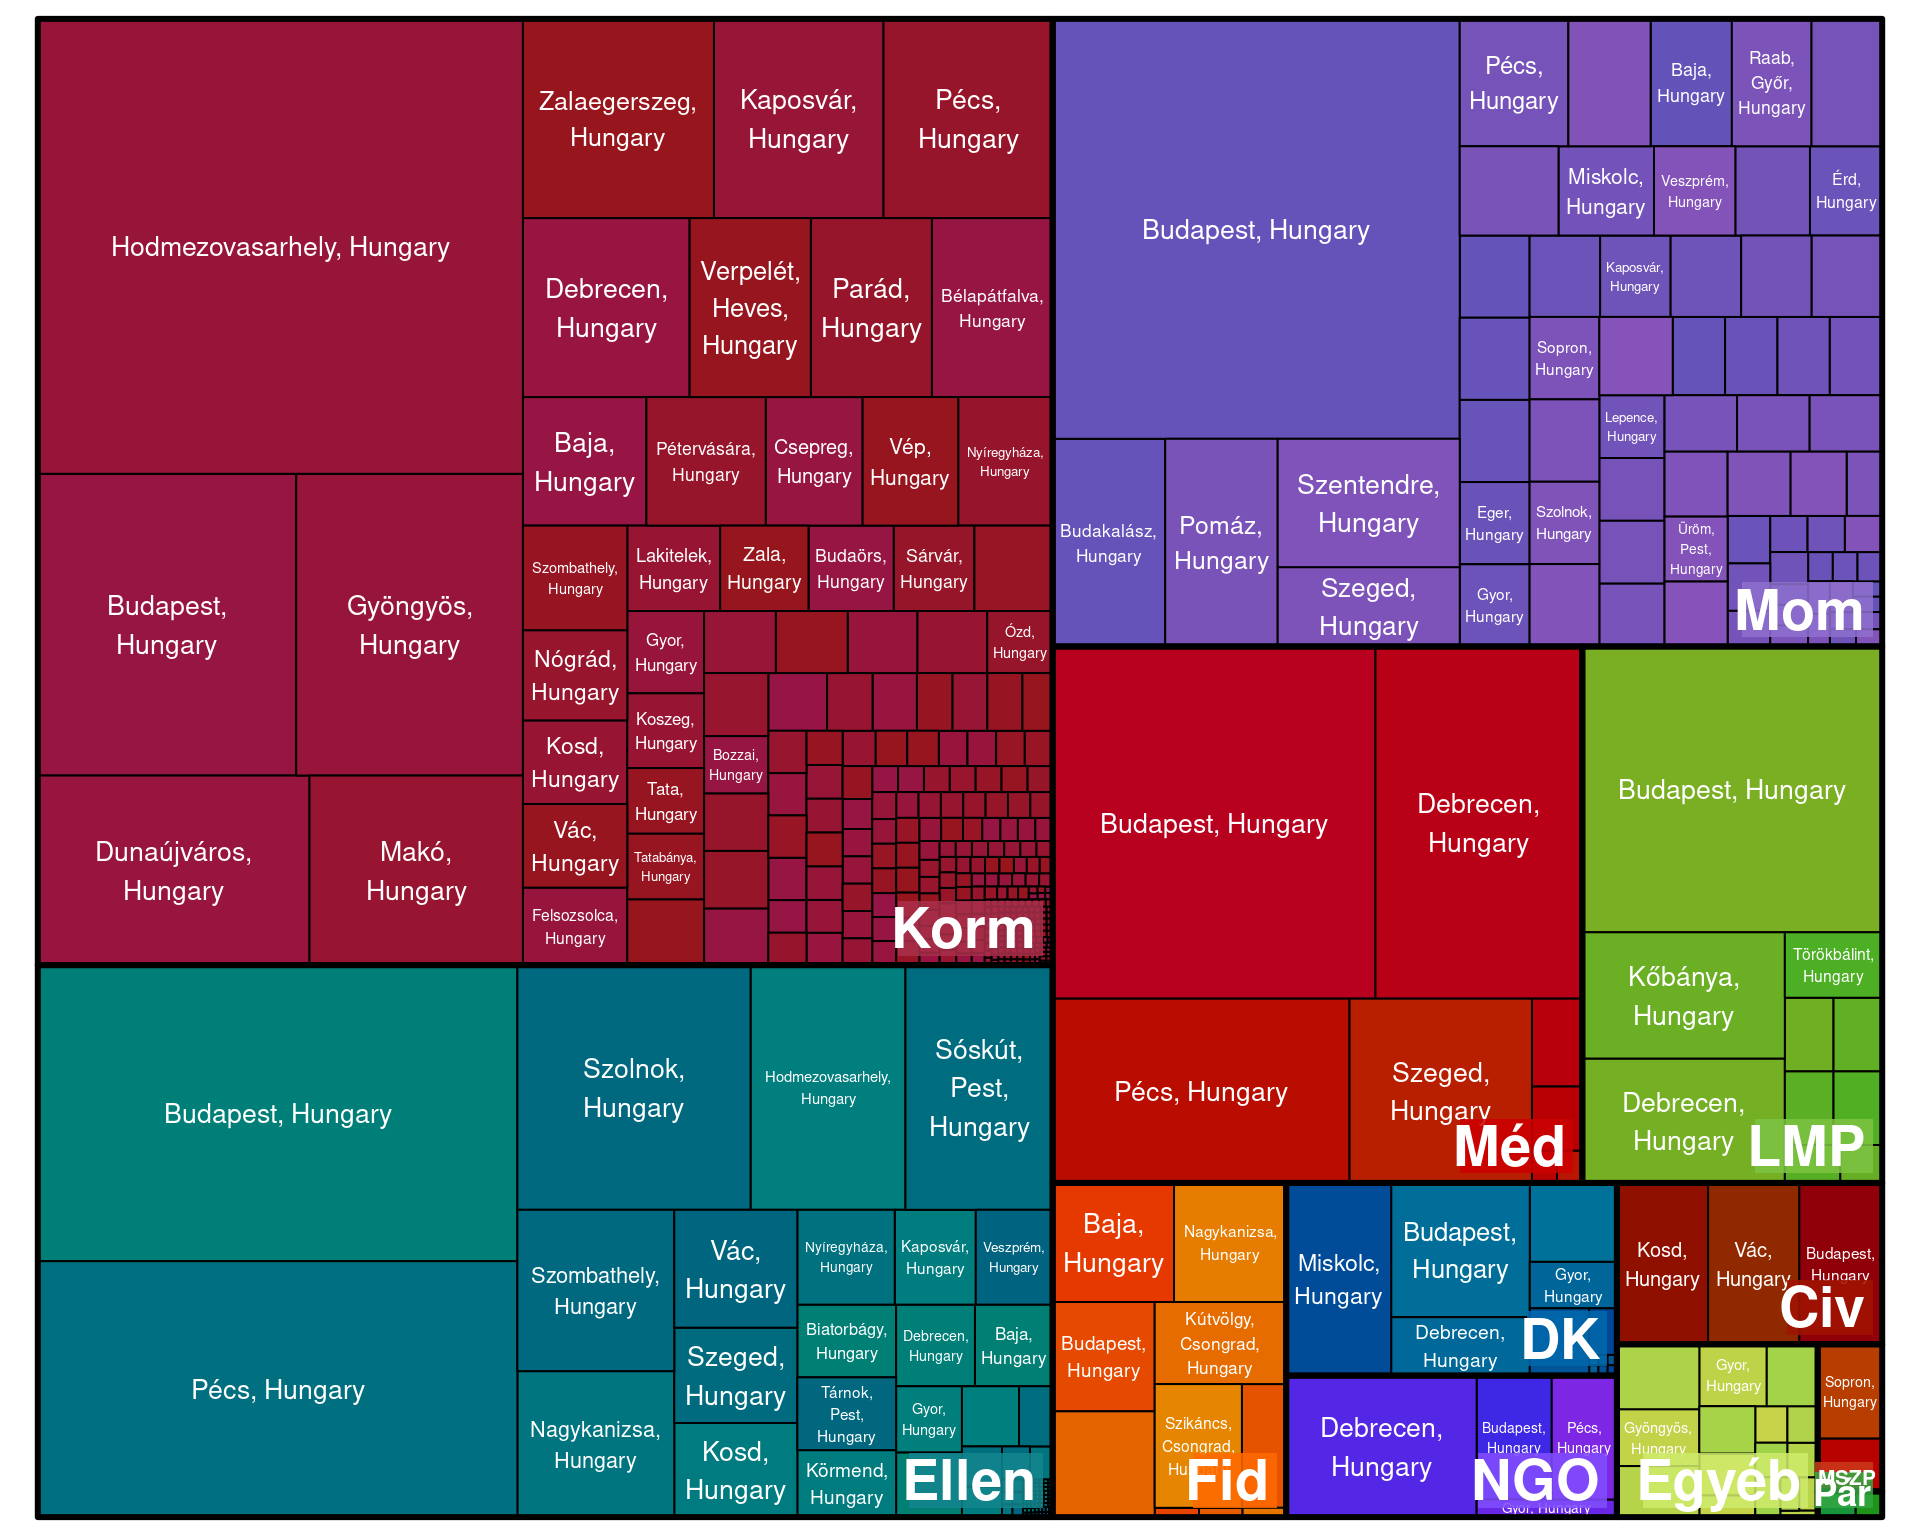 Hodmezovasarhely, Hungary
Budapest,
Hungary
Gyöngyös,
Hungary
Dunaújváros,
Hungary
Makó,
Hungary
Zalaegerszeg,
Hungary
Kaposvár,
Hungary
Pécs,
Hungary
Debrecen,
Hungary
Verpelét,
Heves,
Hungary
Parád,
Hungary
Bélapátfalva,
Hungary
Baja,
Hungary
Pétervására,
Hungary
Csepreg,
Hungary
Vép,
Hungary
Nyíregyháza,
Hungary
Szombathely,
Hungary
Lakitelek,
Hungary
Zala,
Hungary
Budaörs,
Hungary
Sárvár,
Hungary
Nógrád,
Hungary
Gyor,
Hungary
Ózd,
Hungary
Kosd,
Hungary
Koszeg,
Hungary
Bozzai,
Hungary
Vác,
Hungary
Tata,
Hungary
Tatabánya,
Hungary
Felsozsolca,
Hungary
Korm
Budapest, Hungary
Budakalász,
Hungary
Pomáz,
Hungary
Szentendre,
Hungary
Szeged,
Hungary
Pécs,
Hungary
Baja,
Hungary
Raab,
Győr,
Hungary
Miskolc,
Hungary
Veszprém,
Hungary
Érd,
Hungary
Kaposvár,
Hungary
Sopron,
Hungary
Lepence,
Hungary
Eger,
Hungary
Szolnok,
Hungary
Üröm,
Pest,
Hungary
Gyor,
Hungary
Mom
Budapest, Hungary
Pécs, Hungary
Szolnok,
Hungary
Hodmezovasarhely,
Hungary
Sóskút,
Pest,
Hungary
Szombathely,
Hungary
Nagykanizsa,
Hungary
Vác,
Hungary
Szeged,
Hungary
Kosd,
Hungary
Nyíregyháza,
Hungary
Kaposvár,
Hungary
Veszprém,
Hungary
Biatorbágy,
Hungary
Debrecen,
Hungary
Baja,
Hungary
Tárnok,
Pest,
Hungary
Gyor,
Hungary
Körmend,
Hungary
Ellen
Budapest, Hungary
Debrecen,
Hungary
Pécs, Hungary
Szeged,
Hungary
Méd
Budapest, Hungary
Kőbánya,
Hungary
Törökbálint,
Hungary
Debrecen,
Hungary
LMP
Baja,
Hungary
Nagykanizsa,
Hungary
Budapest,
Hungary
Kútvölgy,
Csongrad,
Hungary
Szikáncs,
Csongrad,
Fid
Miskolc,
Hungary
Budapest,
Hungary
Gyor,
Hungary
Debrecen,
Hungary
DK
Debrecen,
Hungary
Budapest,
Hungary
Pécs,
Hungary
Gyor, Hungary
NGO
Kosd,
Hungary
Vác,
Hungary
Budapest,
Hungary
Civ
Gyor,
Hungary
Gyöngyös,
Hungary
Egyéb
Sopron,
Hungary
MSZP
Pár